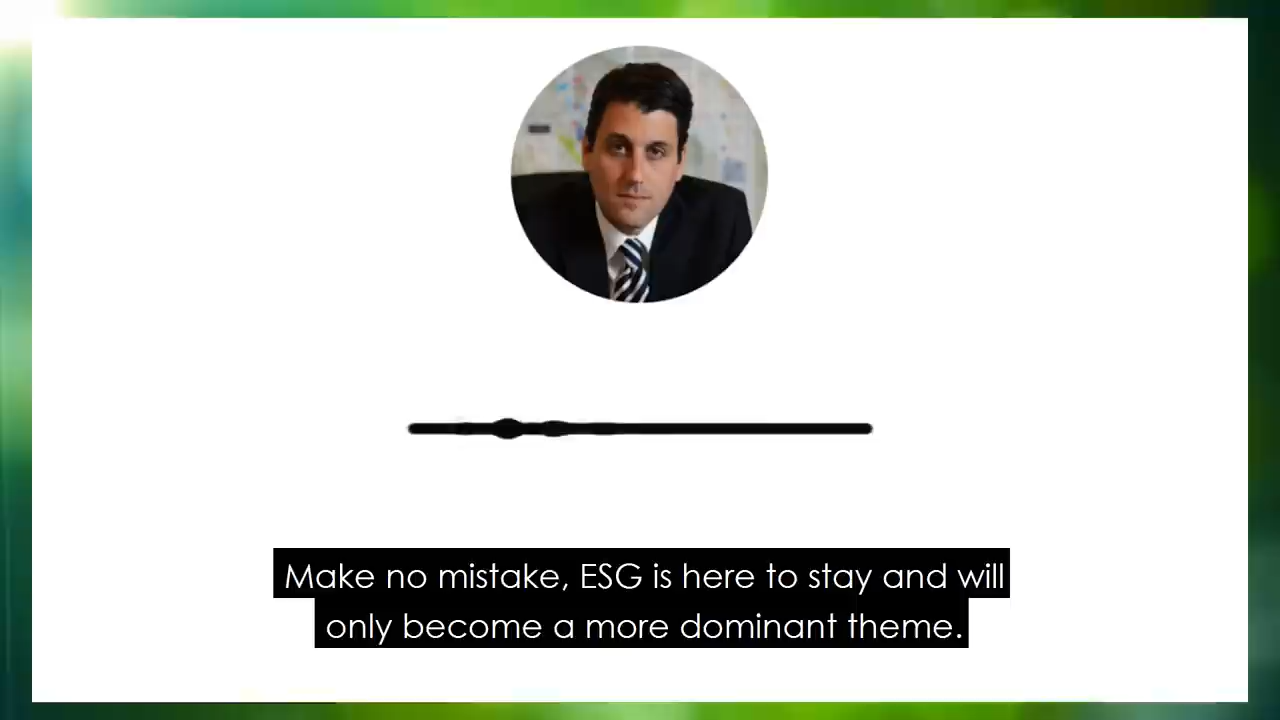 Make no mistake, ESG is here to stay and will
only become a more dominant theme.